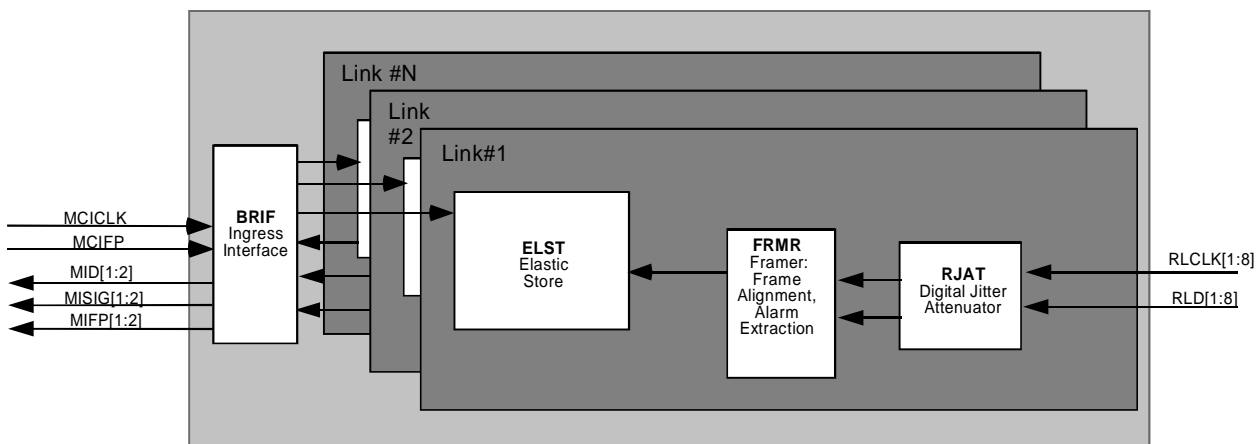 Link #N
Link
#2
Link#1
MCICLK
MCIFP
MID[1:2]
MISIG[1:2]
MIFP[1:2]
BRIF
Ingress
Interface
ELST
Elastic
Store
FRMR
Framer:
Frame
Alignment,
Alarm
Extraction
RJAT
Digital Jitter
Attenuator
RLCLK[1:8]
RLD[1:8]